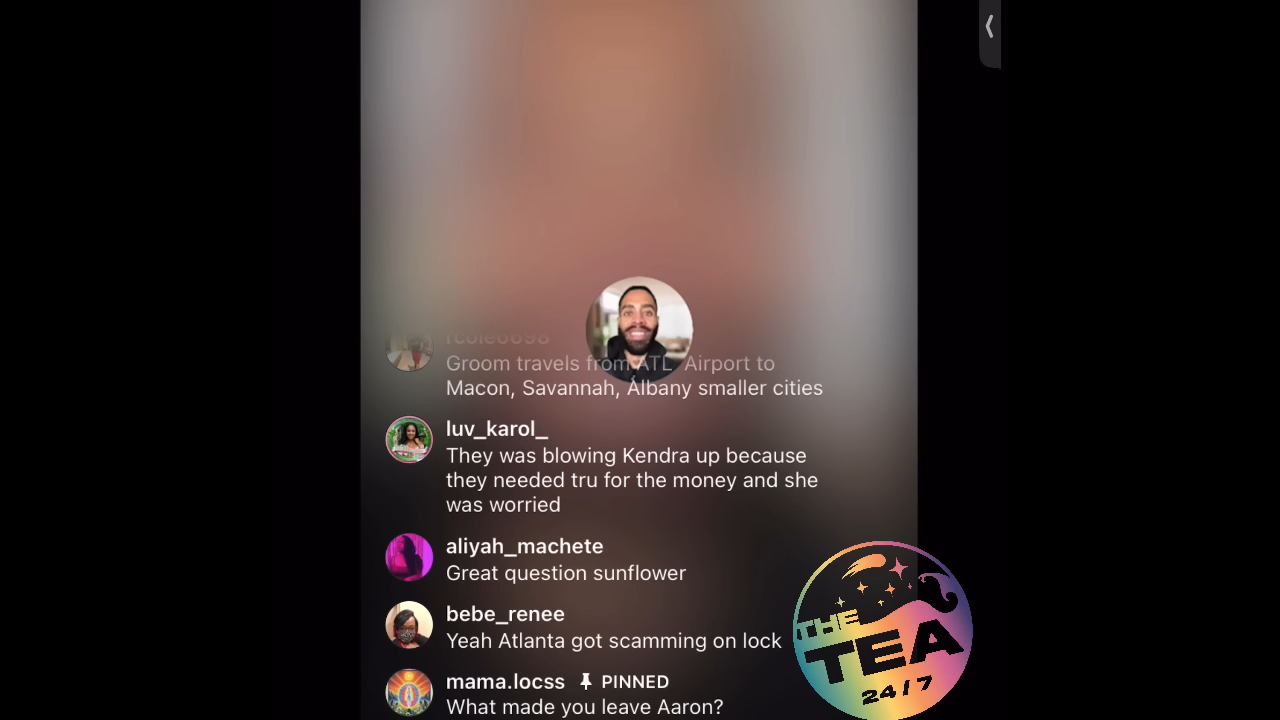 rcole6698
Groom travels from ATL Airport to
Macon, Savannah, Albany smaller cities
luv_karol_
They was blowing Kendra up because
they needed tru for the money and she
was worried
aliyah_machete
Great question sunflower
bebe_renee
Yeah Atlanta got scamming on lock
mama.locss PINNED
What made you leave Aaron?
THE
TEA
24/7